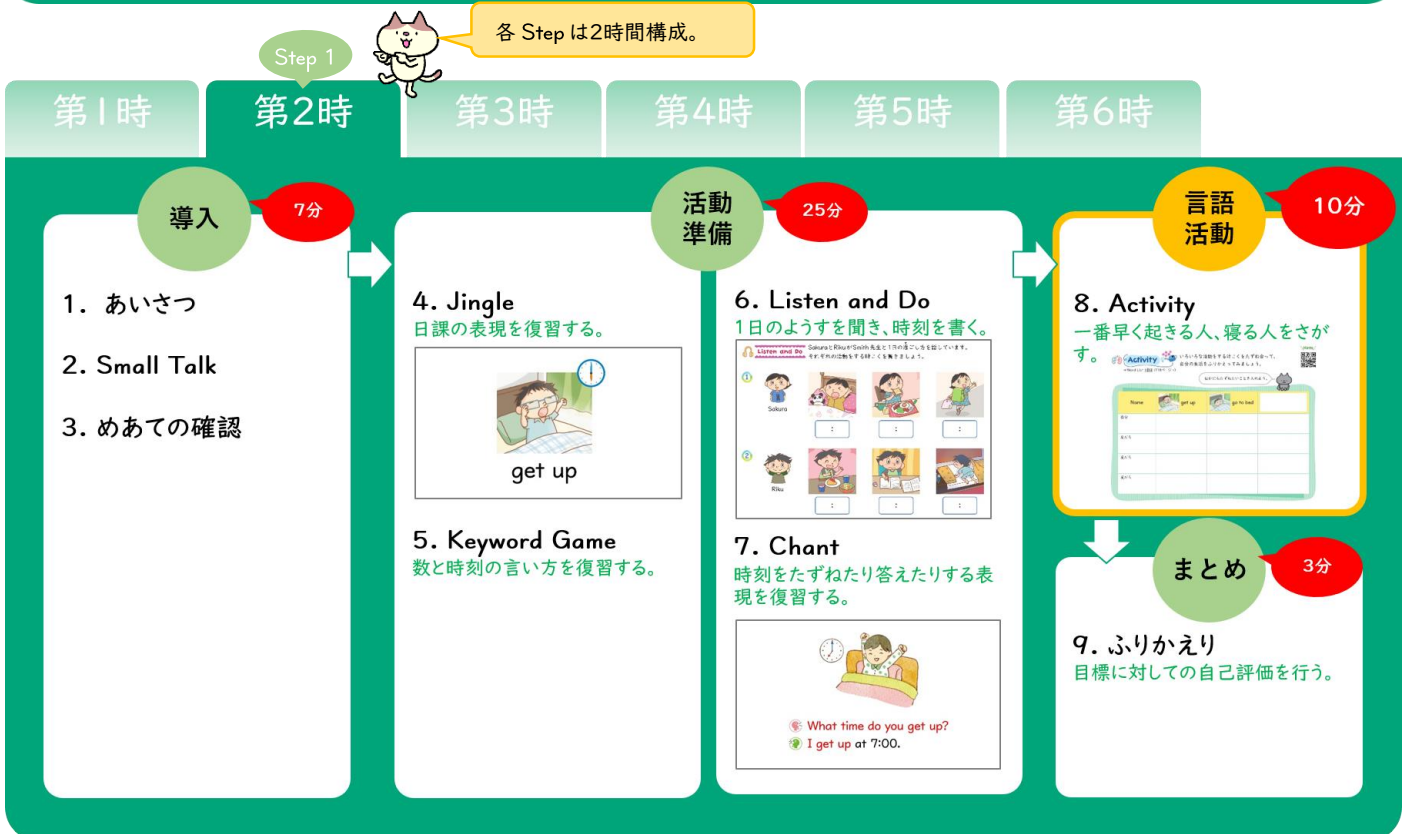 各 Step は2時間構成。
Step 1
第1時
第2時
第3時
第4時
第5時
第6時
導入
7分
1. あいさつ
2. Small Talk
3. めあての確認
活動
準備
25分
4. Jingle
日課の表現を復習する。
get up
5. Keyword Game
数と時刻の言い方を復習する。
6. Listen and Do
1日のようすを聞き、時刻を書く。
Listen and Do
①
Sakura
:
:
:
②
Riku
:
:
:
7. Chant
時刻をたずねたり答えたりする表
現を復習する。
What time do you get up?
I get up at 7:00.
言語
活動
10分
8. Activity
一番早く起きる人、寝る人をさが
す。
Activity
Name
get up
go to bed
まとめ
3分
9. ふりかえり
目標に対しての自己評価を行う。